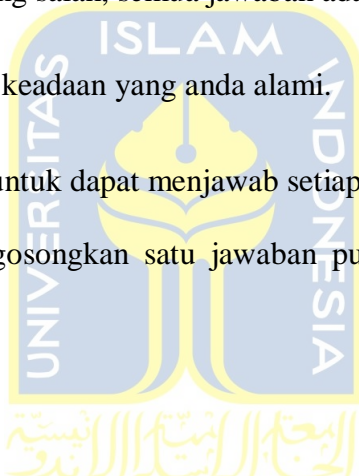 ng salah, semua jawaban ada
ISLAM
UNIVERSITAS
INDONESIA
keadaan yang anda alami.
untuk dapat menjawab setiap
gosongkan satu jawaban pu